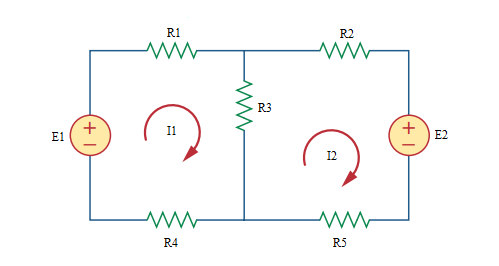 R1
R2
R3
E1
+
−
I1
I2
+
−
E2
R4
R5